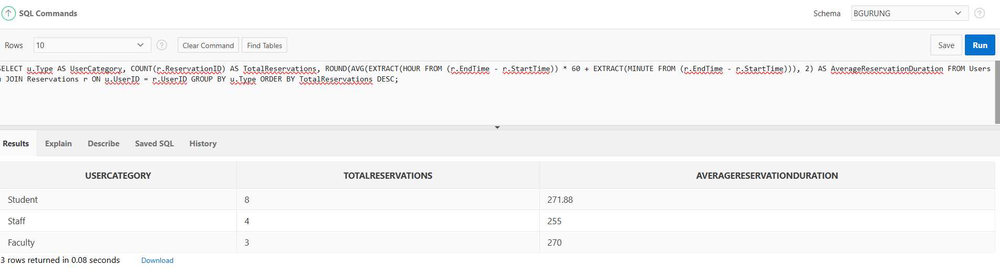 SQL Commands
Schema BGURUNG
Rows 10 Clear Command Find Tables Save Run
SELECT u.Type AS UserCategory, COUNT(r.ReservationID) AS TotalReservations, ROUND(AVG(EXTRACT(HOUR FROM (r.EndTime - r.StartTime)) * 60 + EXTRACT(MINUTE FROM (r.EndTime - r.StartTime))), 2) AS AverageReservationDuration FROM Users
u JOIN Reservations r ON u.UserID = r.UserID GROUP BY u.Type ORDER BY TotalReservations DESC;
Results Explain Describe Saved SQL History
USERCATEGORY TOTALRESERVATIONS AVERAGERESERVATIONDURATION
Student 8 271.88
Staff 4 255
Faculty 3 270
3 rows returned in 0.08 seconds Download